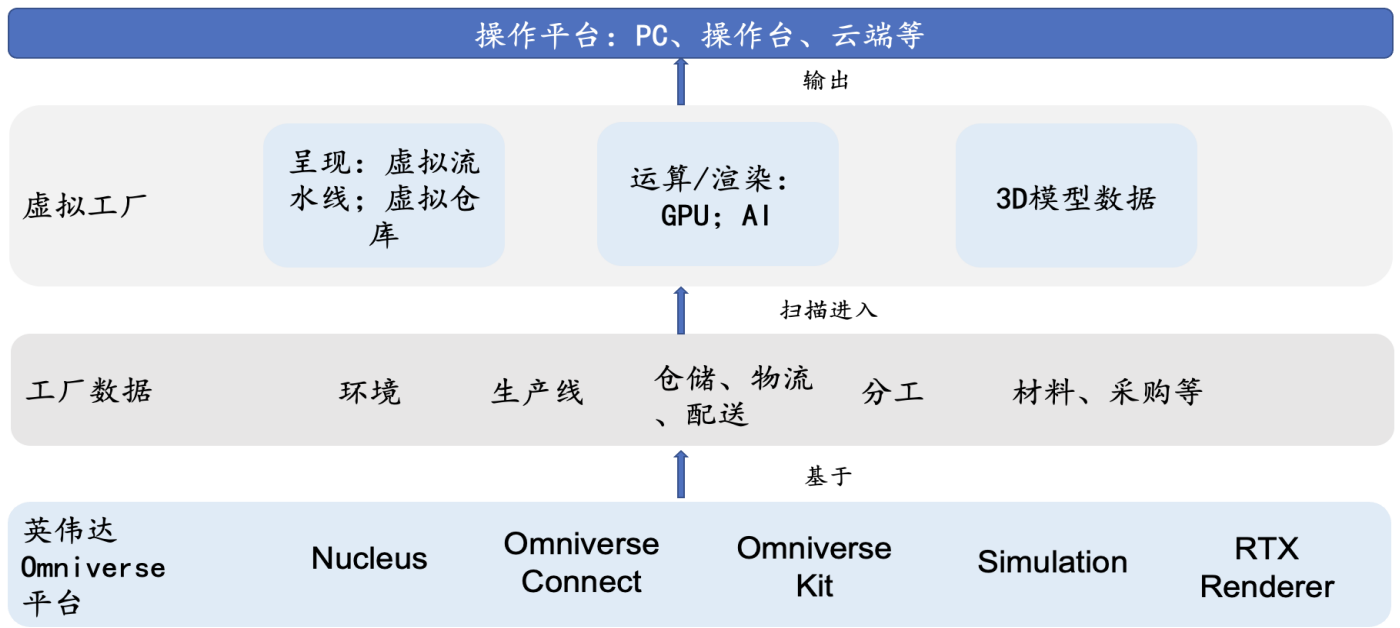 操作平台：PC、操作台、云端等
输出
虚拟工厂
呈现：虚拟流
水线；虚拟仓
库
运算/渲染：
GPU；AI
3D模型数据
扫描进入
工厂数据
环境
生产线
仓储、物流
、配送
分工
材料、采购等
基于
英伟达
Omniverse
平台
Nucleus
Omniverse
Connect
Omniverse
Kit
Simulation
RTX
Renderer